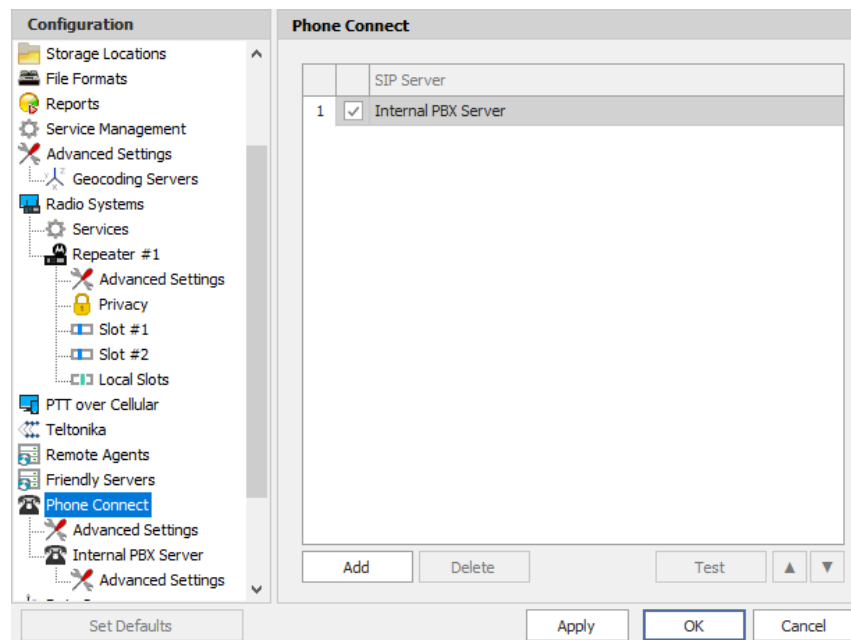 Configuration
Storage Locations
File Formats
Reports
Service Management
Advanced Settings
Geocoding Servers
Radio Systems
Services
Repeater #1
Advanced Settings
Privacy
Slot #1
Slot #2
Local Slots
PTT over Cellular
Teltonika
Remote Agents
Friendly Servers
Phone Connect
Advanced Settings
Internal PBX Server
Advanced Settings
Set Defaults
Phone Connect
SIP Server
1 Internal PBX Server
Add Delete Test
Apply OK Cancel